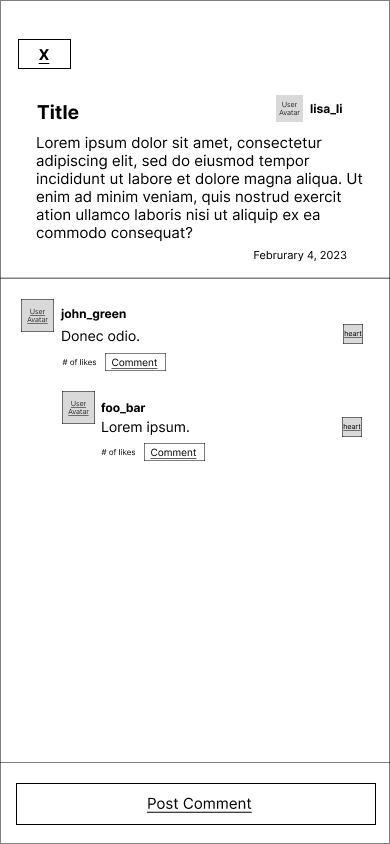 X
Title
User
Avatar
lisa_li
Lorem ipsum dolor sit amet, consectetur
adipiscing elit, sed do eiusmod tempor
incididunt ut labore et dolore magna aliqua. Ut
enim ad minim veniam, quis nostrud exercit
ation ullamco laboris nisi ut aliquip ex ea
commodo consequat?
Februrary 4, 2023
User
Avatar
john_green
Donec odio.
heart
# of likes
Comment
User
Avatar
foo_bar
Lorem ipsum.
heart
# of likes
Comment
Post Comment